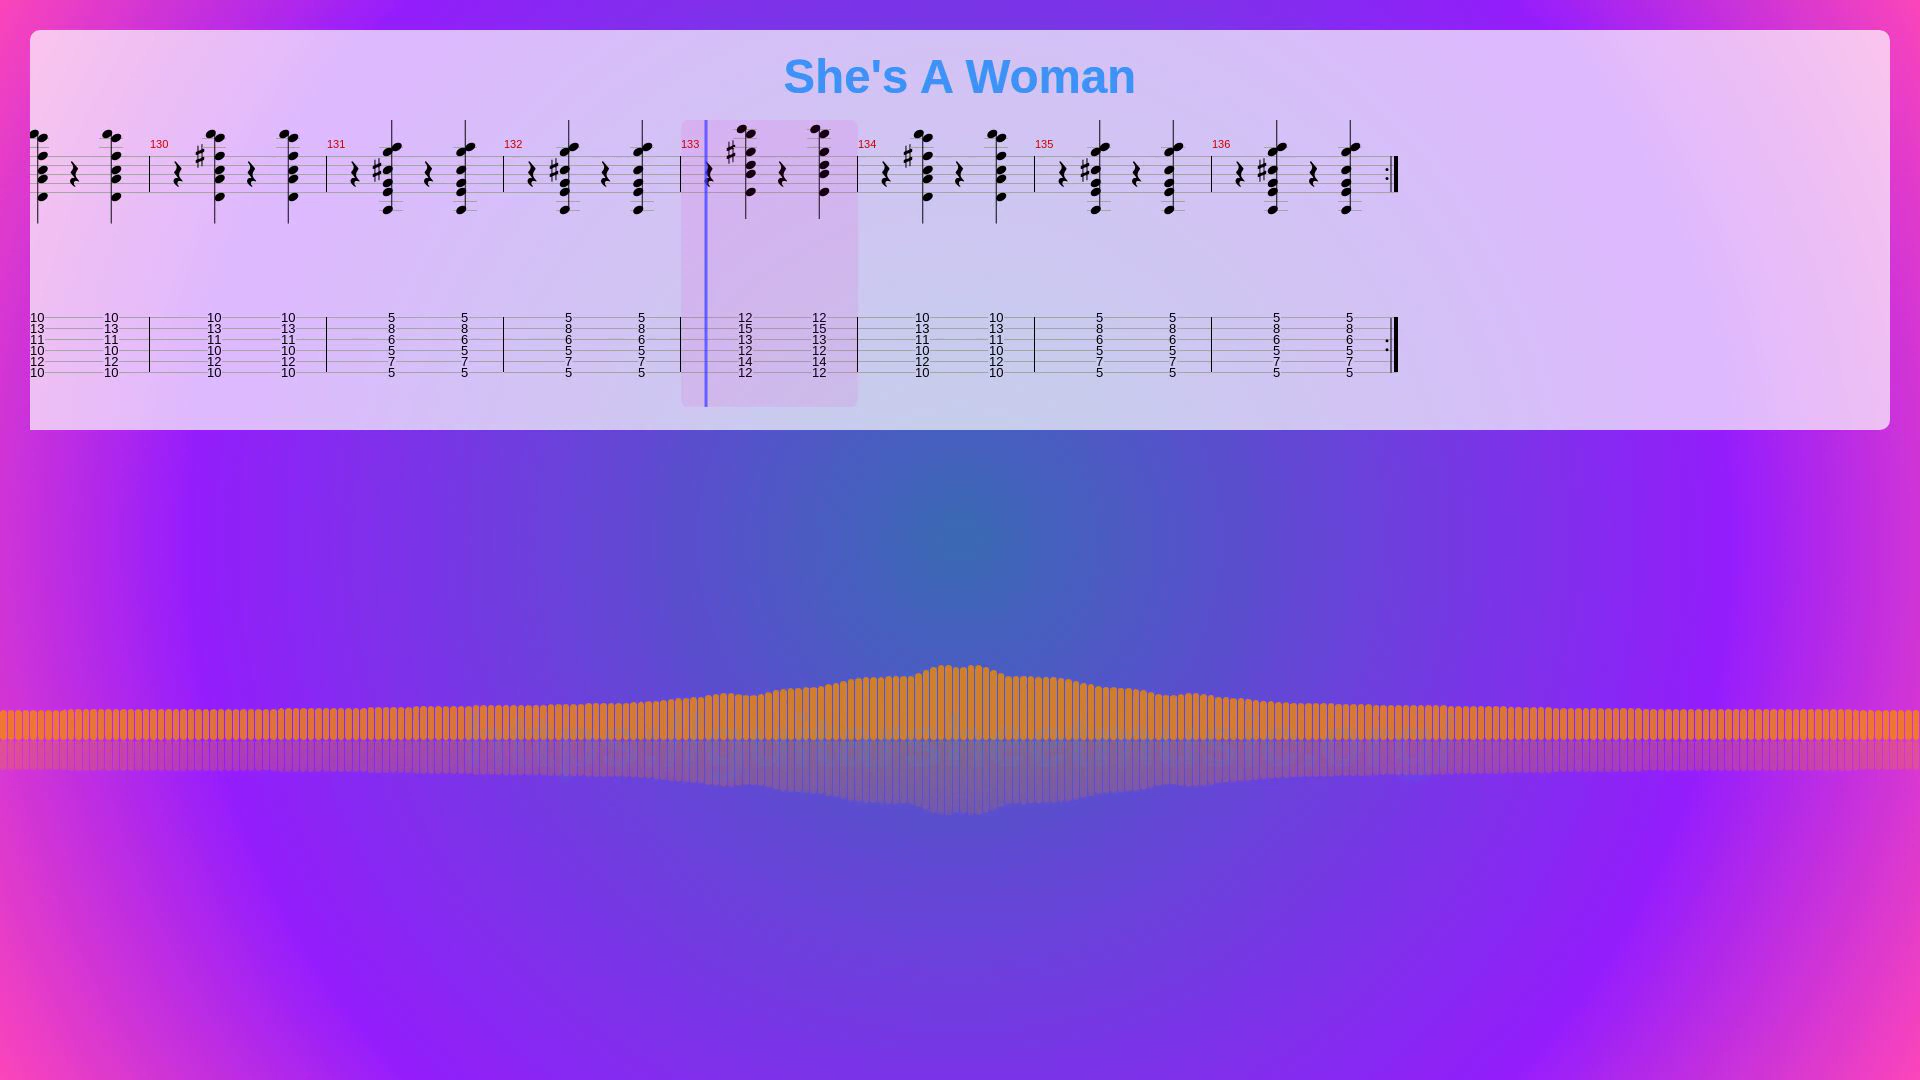 She's A Woman
130 131 132 133 134 135 136
10 10 10 10 5 5 5 5 12 12 10 10 5 5 5 5
13 13 13 13 8 8 8 8 15 15 13 13 8 8 8 8
11 11 11 11 6 6 6 6 13 13 11 11 6 6 6 6
10 10 10 10 5 5 5 5 12 12 10 10 5 5 5 5
12 12 12 12 7 7 7 7 14 14 12 12 7 7 7 7
10 10 10 10 5 5 5 5 12 12 10 10 5 5 5 5